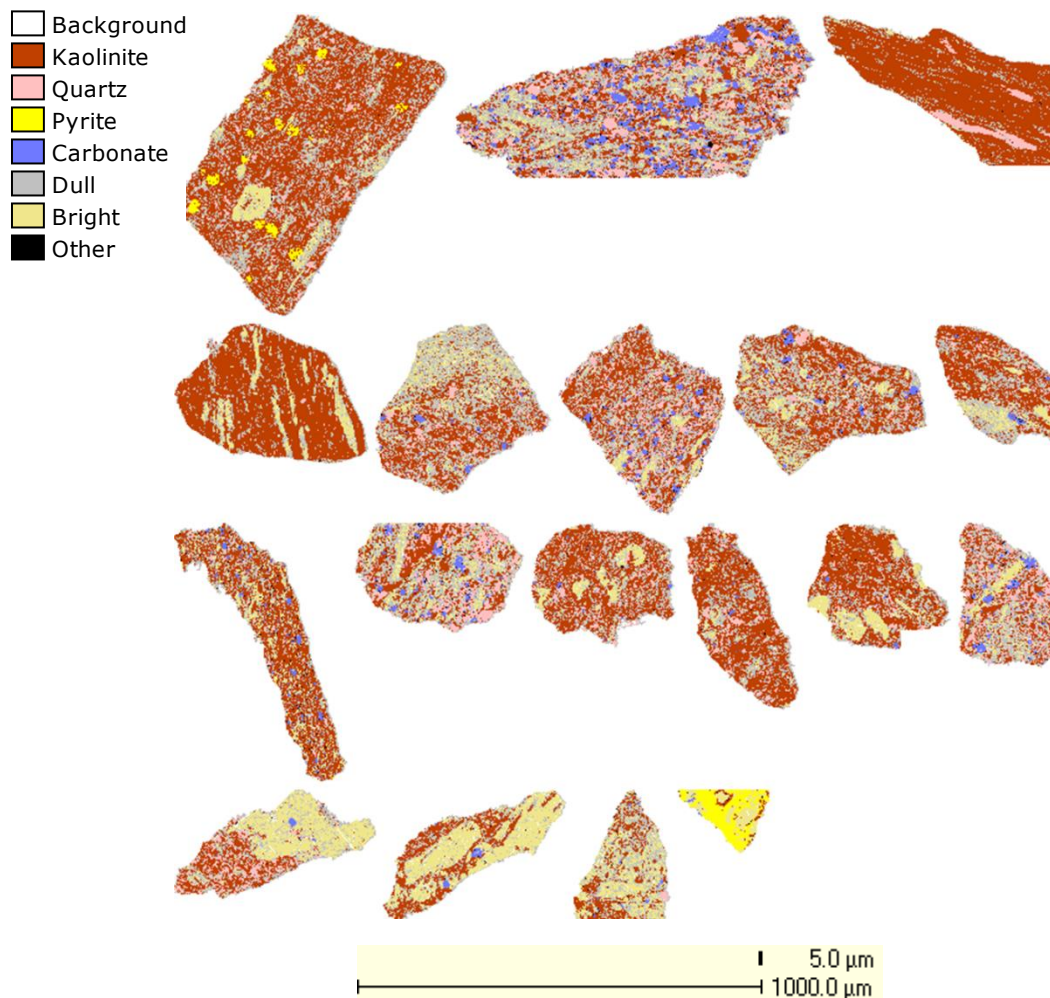 Background
Kaolinite
Quartz
Pyrite
Carbonate
Dull
Bright
Other
5.0 µm
1000.0 µm